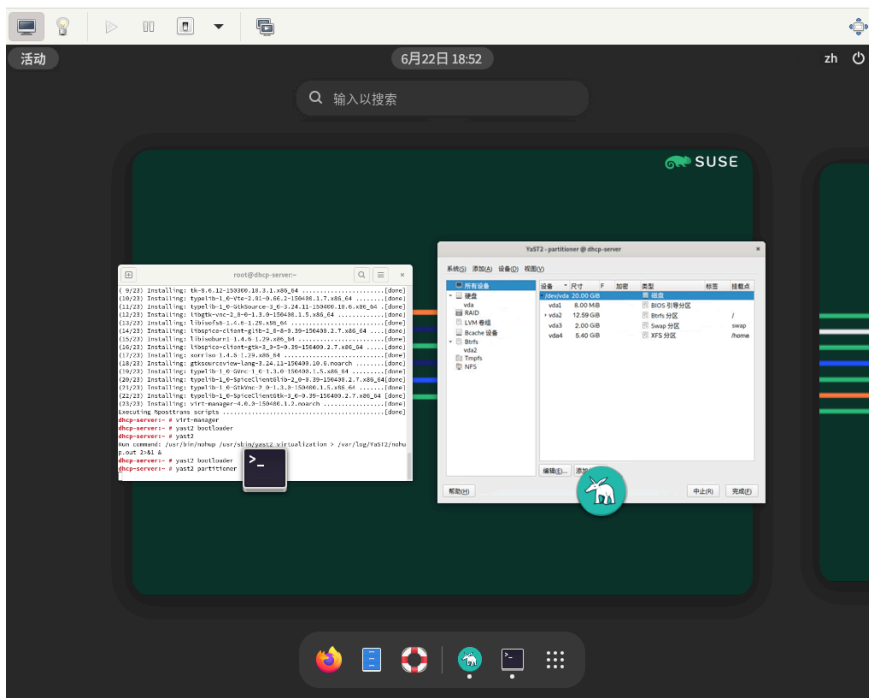 活动
6月22日 18:52
zh
输入以搜索
SUSE
root@dhcp-server:~
( 9/23) Installing: tk-8.6.12-150300.10.3.1.x86_64 ........................[done]
(10/23) Installing: typelib-1_0-Vte-2.91-0.66.2-150400.1.7.x86_64 .......[done]
(11/23) Installing: typelib-1_0-GtkSource-3_0-3.24.11-150400.10.6.x86_64 .[done]
(12/23) Installing: libgtk-vnc-2_0-0-1.3.0-150400.1.5.x86_64 .............[done]
(13/23) Installing: libisofs6-1.4.6-1.29.x86_64 ..........................[done]
(14/23) Installing: libspice-client-glib-2_0-8-0.39-150400.2.7.x86_64 ....[done]
(15/23) Installing: libisoburn1-1.4.6-1.29.x86_64 ........................[done]
(16/23) Installing: libspice-client-gtk-3_0-5-0.39-150400.2.7.x86_64 .....[done]
(17/23) Installing: xorriso-1.4.6-1.29.x86_64 ............................[done]
(18/23) Installing: gtksourceview-lang-3.24.11-150400.10.6.noarch ........[done]
(19/23) Installing: typelib-1_0-GVnc-1_0-1.3.0-150400.1.5.x86_64 .........[done]
(20/23) Installing: typelib-1_0-SpiceClientGlib-2_0-0.39-150400.2.7.x86_64[done]
(21/23) Installing: typelib-1_0-GtkVnc-2_0-1.3.0-150400.1.5.x86_64 .......[done]
(22/23) Installing: typelib-1_0-SpiceClientGtk-3_0-0.39-150400.2.7.x86_64 [done]
(23/23) Installing: virt-manager-4.0.0-150400.1.2.noarch .................[done]
Executing %posttrans scripts .............................................[done]
dhcp-server:~ # virt-manager
dhcp-server:~ # yast2 bootloader
dhcp-server:~ # yast2
Run command: /usr/bin/nohup /usr/sbin/yast2 virtualization > /var/log/YaST2/nohu
p.out 2>&1 &
dhcp-server:~ # yast2 bootloader
dhcp-server:~ # yast2 partitioner
YaST2 - partitioner @ dhcp-server
系统(S) 添加(A) 设备(D) 视图(V)
所有设备
硬盘
vda
RAID
LVM 卷组
Bcache 设备
Btrfs
vda2
Tmpfs
NFS
设备 尺寸 F 加密 类型 标签 挂载点
/dev/vda 20.00 GiB 磁盘
vda1 8.00 MiB BIOS 引导分区
vda2 12.59 GiB Btrfs 分区 /
vda3 2.00 GiB Swap 分区 swap
vda4 5.40 GiB XFS 分区 /home
编辑(E)... 添加
帮助(H) 中止(R) 完成(F)